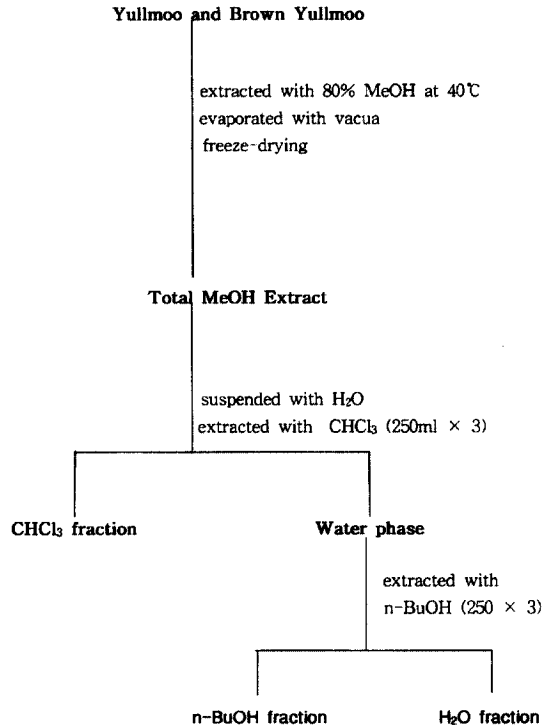 Yullmoo and Brown Yullmoo
extracted with 80% MeOH at 40℃
evaporated with vacua
freeze-drying
Total MeOH Extract
suspended with H₂O
extracted with CHCl₃ (250ml × 3)
CHCl₃ fraction
Water phase
extracted with
n-BuOH (250 × 3)
n-BuOH fraction
H₂O fraction